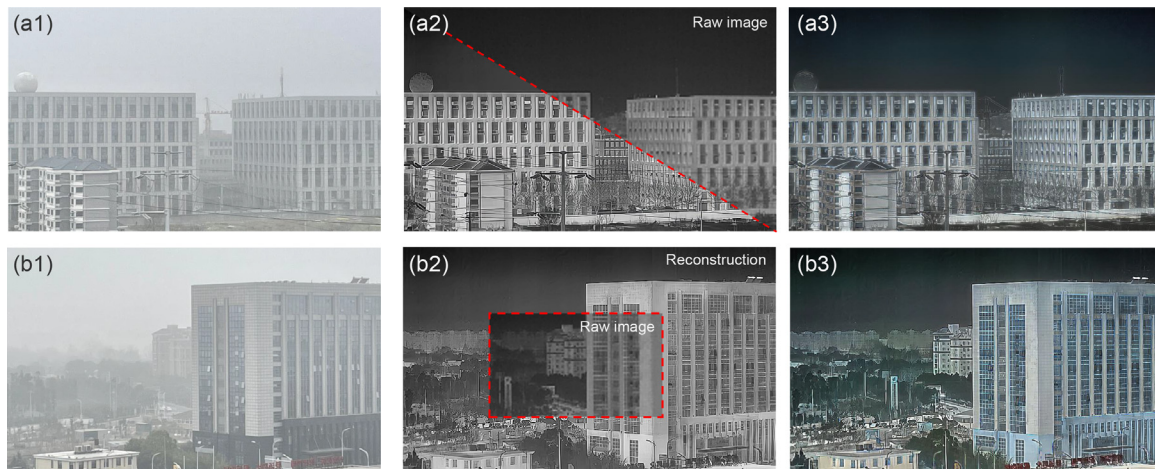 (a1)
(a2)
Raw image
(a3)
(b1)
(b2)
Reconstruction
Raw image
(b3)